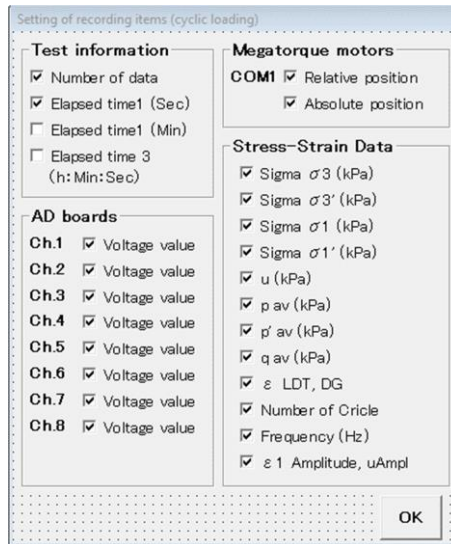 Setting of recording items (cyclic loading)
Test information
Number of data
Elapsed time1 (Sec)
Elapsed time1 (Min)
Elapsed time 3
(h:Min:Sec)
AD boards
Ch.1 Voltage value
Ch.2 Voltage value
Ch.3 Voltage value
Ch.4 Voltage value
Ch.5 Voltage value
Ch.6 Voltage value
Ch.7 Voltage value
Ch.8 Voltage value
Megatorque motors
COM1 Relative position
Absolute position
Stress-Strain Data
Sigma σ3 (kPa)
Sigma σ3' (kPa)
Sigma σ1 (kPa)
Sigma σ1' (kPa)
u (kPa)
p av (kPa)
p' av (kPa)
q av (kPa)
ε LDT, DG
Number of Cricle
Frequency (Hz)
ε1 Amplitude, uAmpl
OK